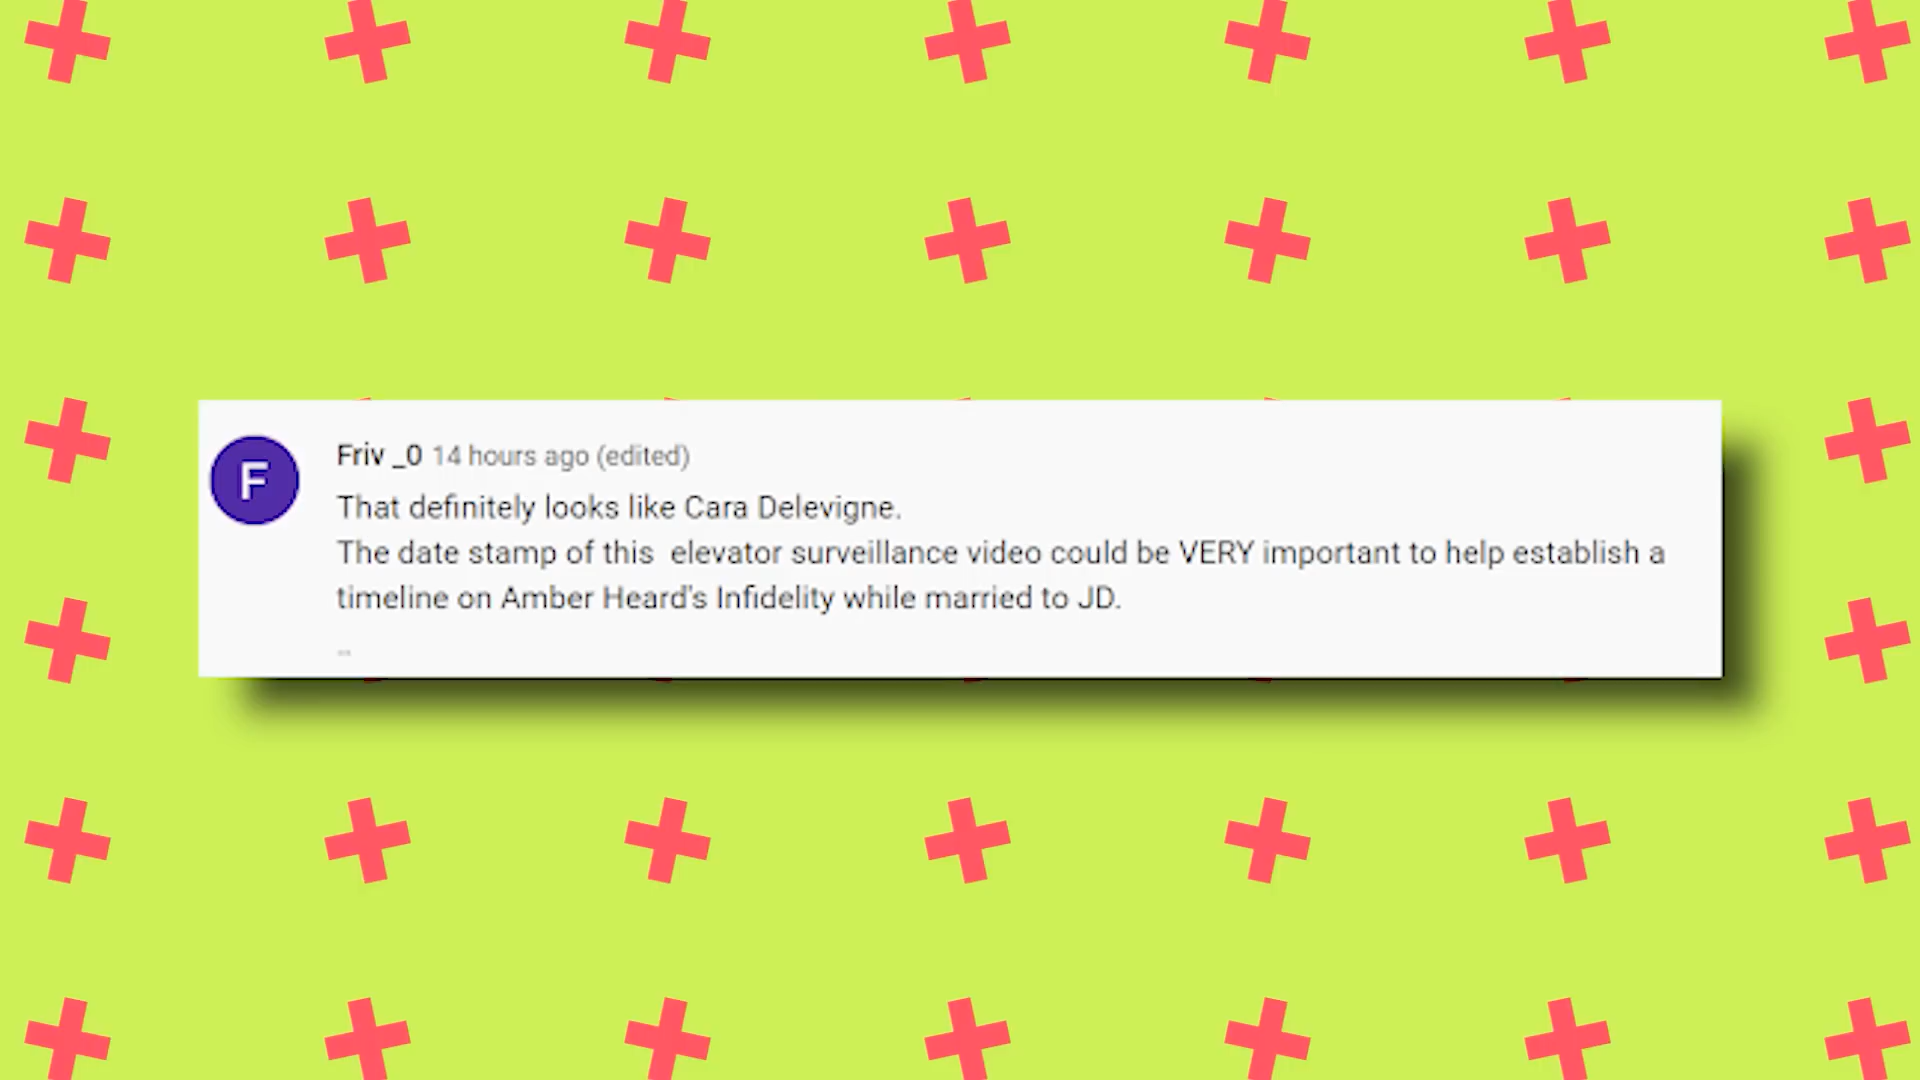 F
Friv _0 14 hours ago (edited)
That definitely looks like Cara Delevigne.
The date stamp of this  elevator surveillance video could be VERY important to help establish a
timeline on Amber Heard's Infidelity while married to JD.
--